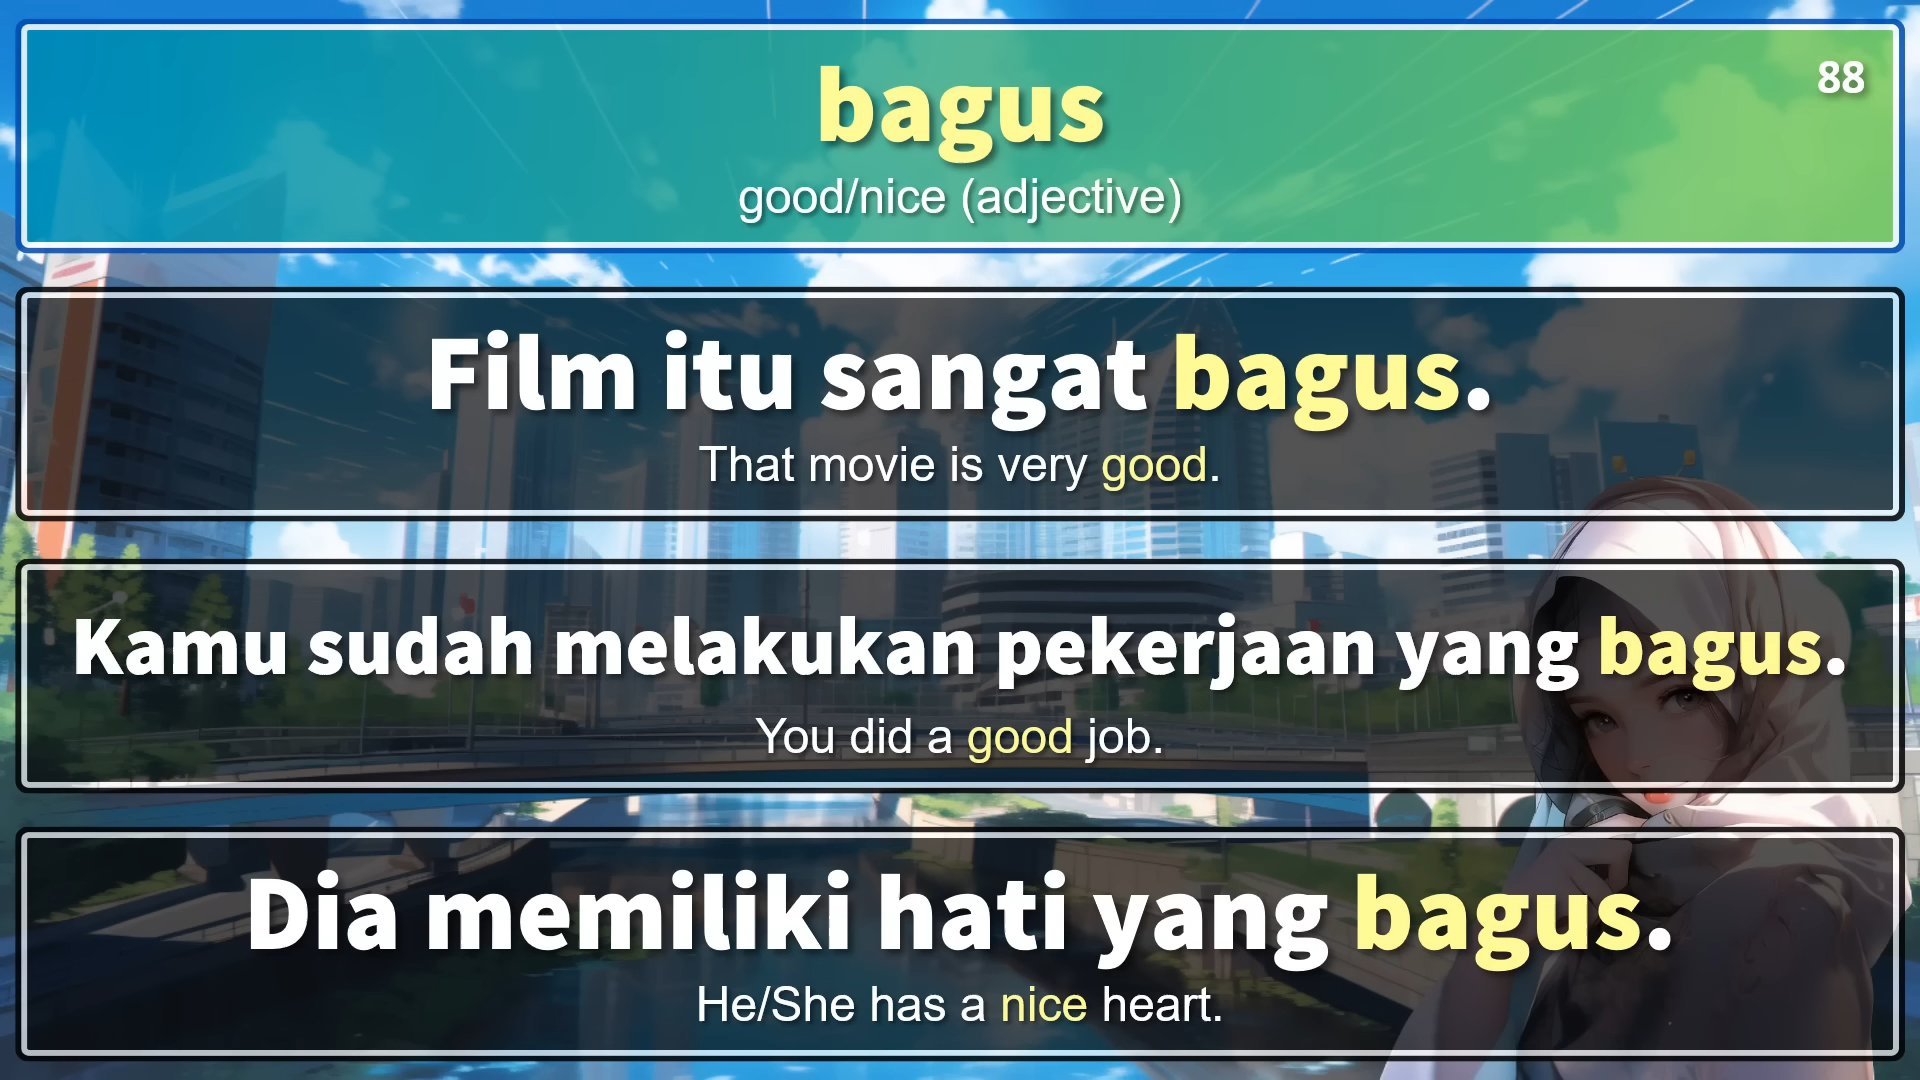 bagus
88
good/nice (adjective)
Film itu sangat bagus.
That movie is very good.
Kamu sudah melakukan pekerjaan yang bagus.
You did a good job.
Dia memiliki hati yang bagus.
He/She has a nice heart.